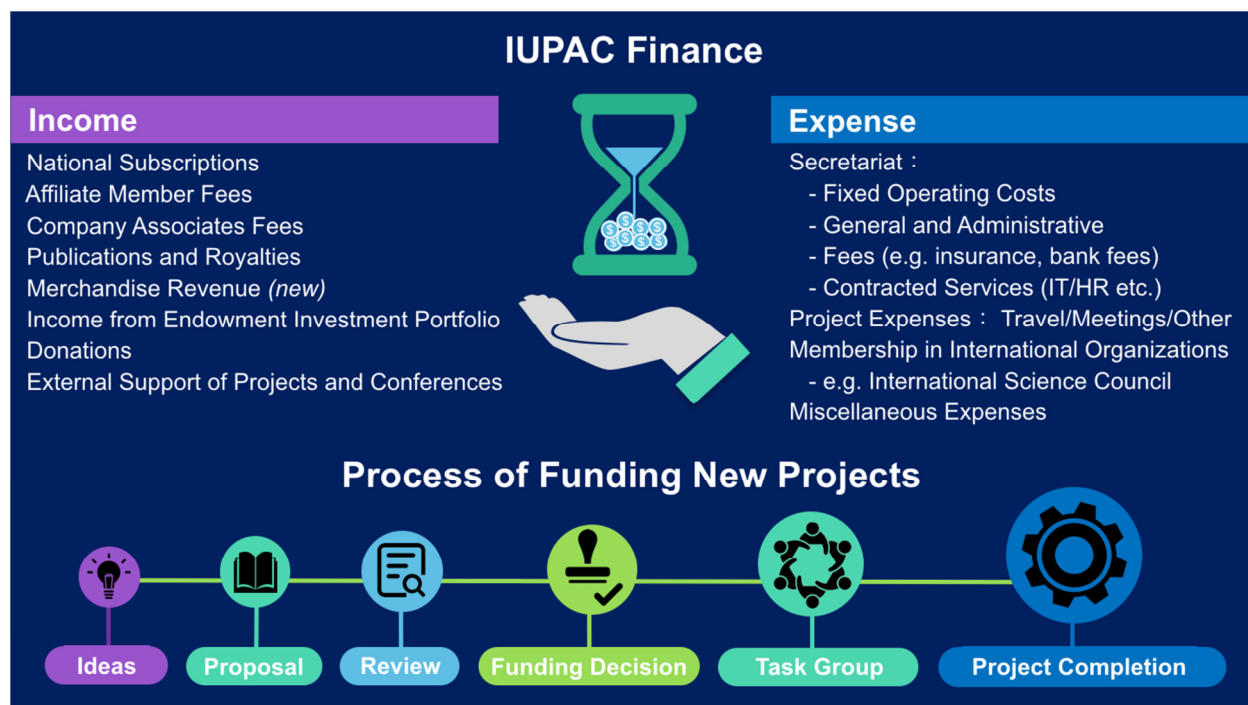 IUPAC Finance
Income
National Subscriptions
Affiliate Member Fees
Company Associates Fees
Publications and Royalties
Merchandise Revenue (new)
Income from Endowment Investment Portfolio
Donations
External Support of Projects and Conferences
Expense
Secretariat：
- Fixed Operating Costs
- General and Administrative
- Fees (e.g. insurance, bank fees)
- Contracted Services (IT/HR etc.)
Project Expenses： Travel/Meetings/Other
Membership in International Organizations
- e.g. International Science Council
Miscellaneous Expenses
Process of Funding New Projects
Ideas
Proposal
Review
Funding Decision
Task Group
Project Completion